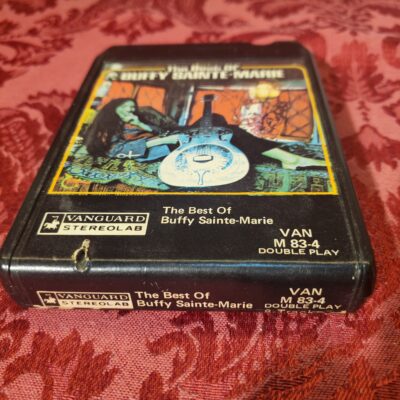 The Best Of
BUFFY SAINTE-MARIE
VANGUARD
STEREOLAB
The Best Of
Buffy Sainte-Marie
VAN
M 83-4
DOUBLE PLAY
VANGUARD
STEREOLAB
The Best Of
Buffy Sainte-Marie
VAN
M 83-4
DOUBLE PLAY